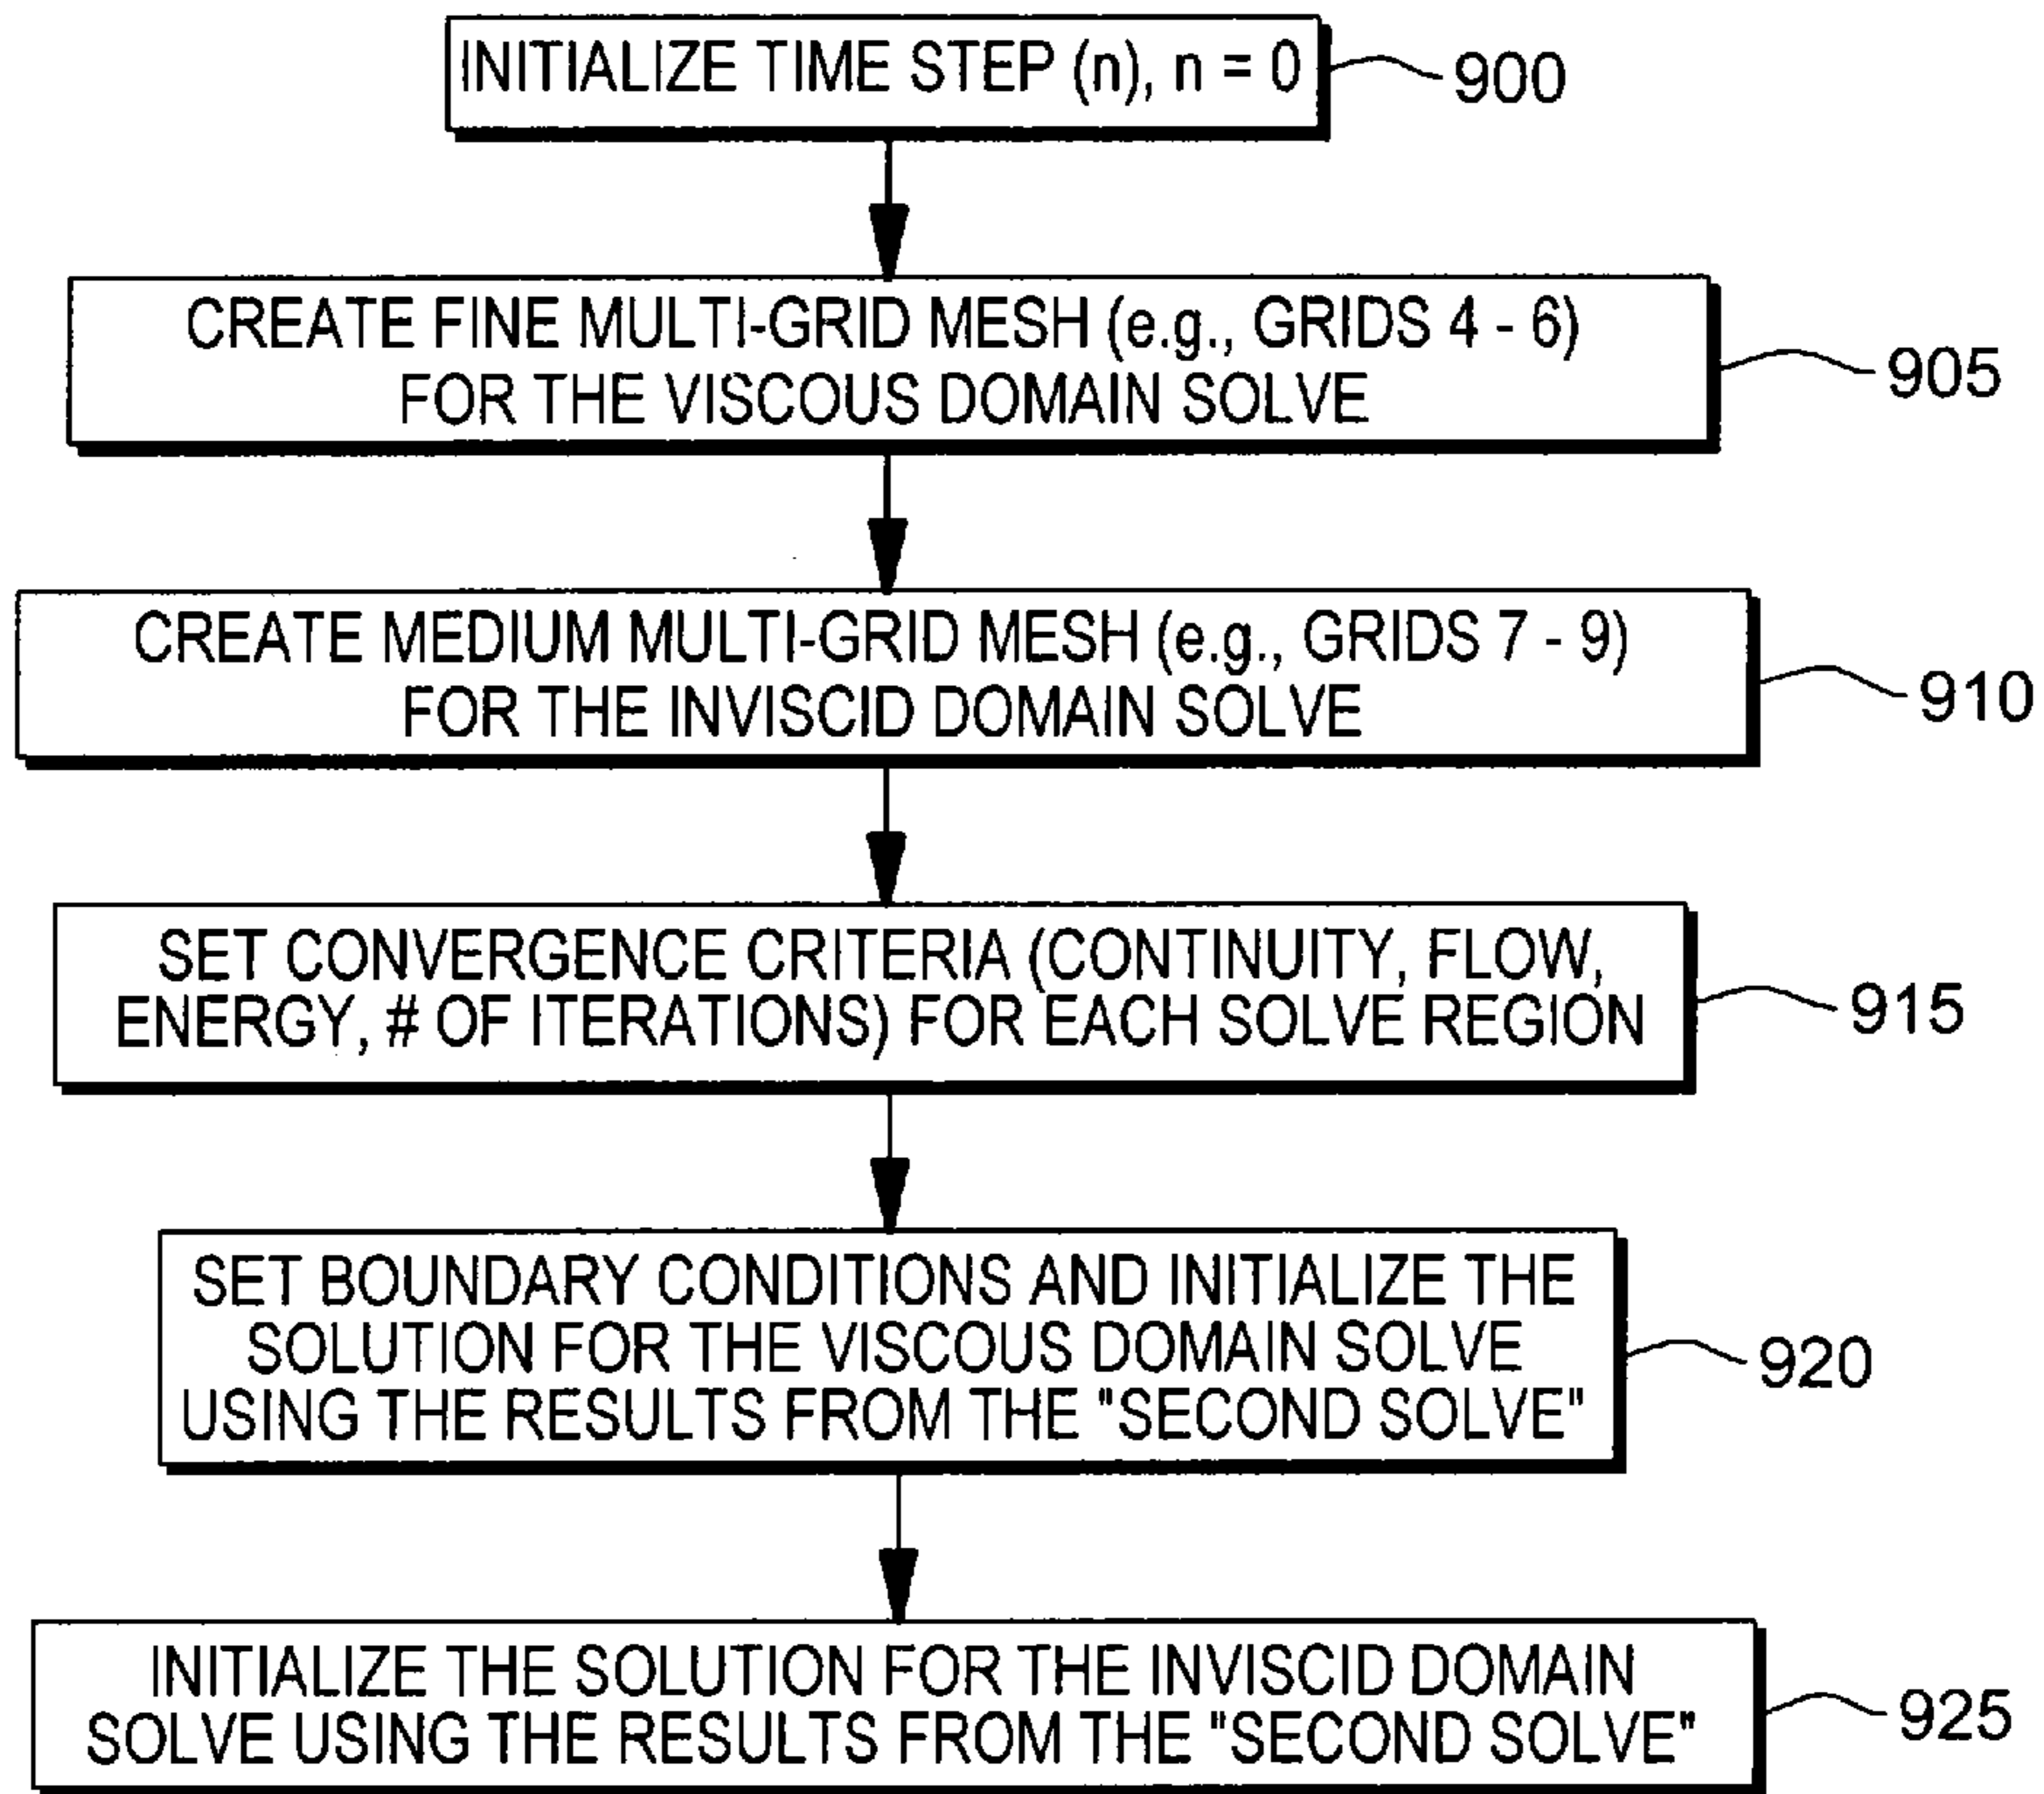 INITIALIZE TIME STEP (n), n = 0
900
CREATE FINE MULTI-GRID MESH (e.g., GRIDS 4 - 6)
FOR THE VISCOUS DOMAIN SOLVE
905
CREATE MEDIUM MULTI-GRID MESH (e.g., GRIDS 7 - 9)
FOR THE INVISCID DOMAIN SOLVE
910
SET CONVERGENCE CRITERIA (CONTINUITY, FLOW,
ENERGY, # OF ITERATIONS) FOR EACH SOLVE REGION
915
SET BOUNDARY CONDITIONS AND INITIALIZE THE
SOLUTION FOR THE VISCOUS DOMAIN SOLVE
USING THE RESULTS FROM THE "SECOND SOLVE"
920
INITIALIZE THE SOLUTION FOR THE INVISCID DOMAIN
SOLVE USING THE RESULTS FROM THE "SECOND SOLVE"
925